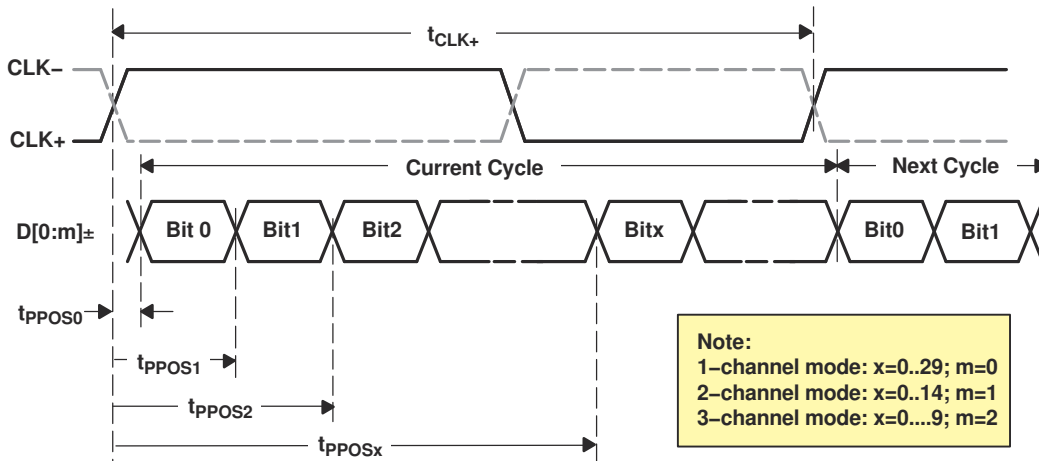 tCLK+
CLK−
CLK+
Current Cycle
Next Cycle
D[0:m]±
Bit 0
Bit1
Bit2
Bitx
Bit0
Bit1
tPPOS0
tPPOS1
tPPOS2
tPPOSx
Note:
1−channel mode: x=0..29; m=0
2−channel mode: x=0..14; m=1
3−channel mode: x=0....9; m=2